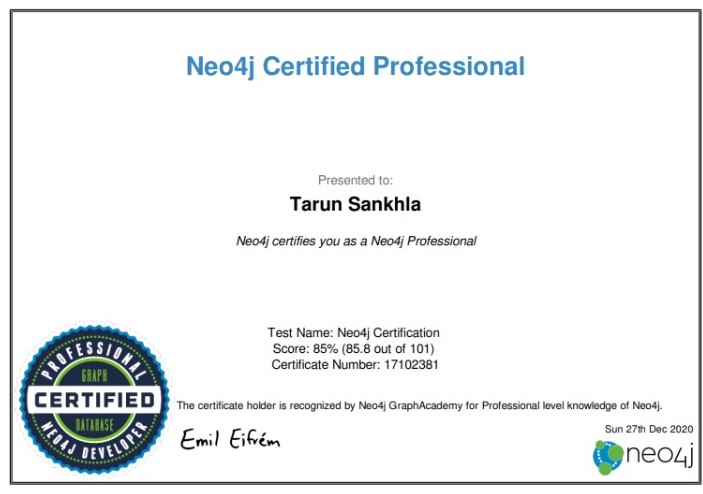 Neo4j Certified Professional
Presented to:
Tarun Sankhla
Neo4j certifies you as a Neo4j Professional
Test Name: Neo4j Certification
Score: 85% (85.8 out of 101)
Certificate Number: 17102381
PROFESSIONAL
GRAPH
CERTIFIED
DATABASE
NEO4J DEVELOPER
The certificate holder is recognized by Neo4j GraphAcademy for Professional level knowledge of Neo4j.
Emil Eifrém
Sun 27th Dec 2020
neo4j